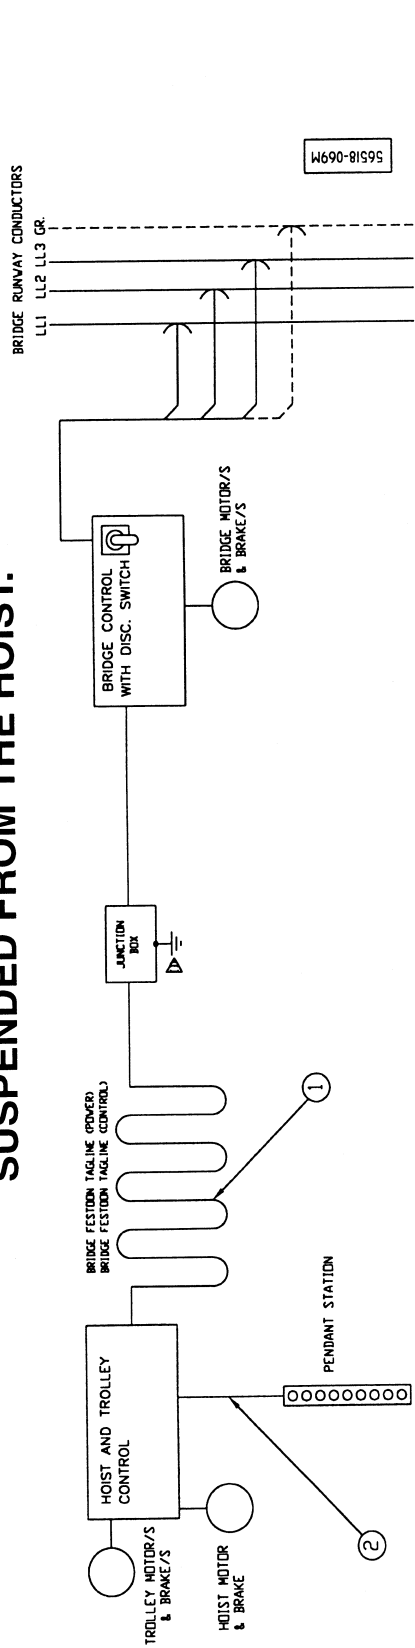 SUSPENDED FROM THE HOIST.
BRIDGE RUNWAY CONDUCTORS
LL1 LL2 LL3 GR.
56518-069M
BRIDGE CONTROL
WITH DISC. SWITCH
BRIDGE MOTOR/S
& BRAKE/S
JUNCTION
BOX
BRIDGE FESTOON TAGLINE (POWER)
BRIDGE FESTOON TAGLINE (CONTROL)
1
HOIST AND TROLLEY
CONTROL
PENDANT STATION
2
TROLLEY MOTOR/S
& BRAKE/S
HOIST MOTOR
& BRAKE